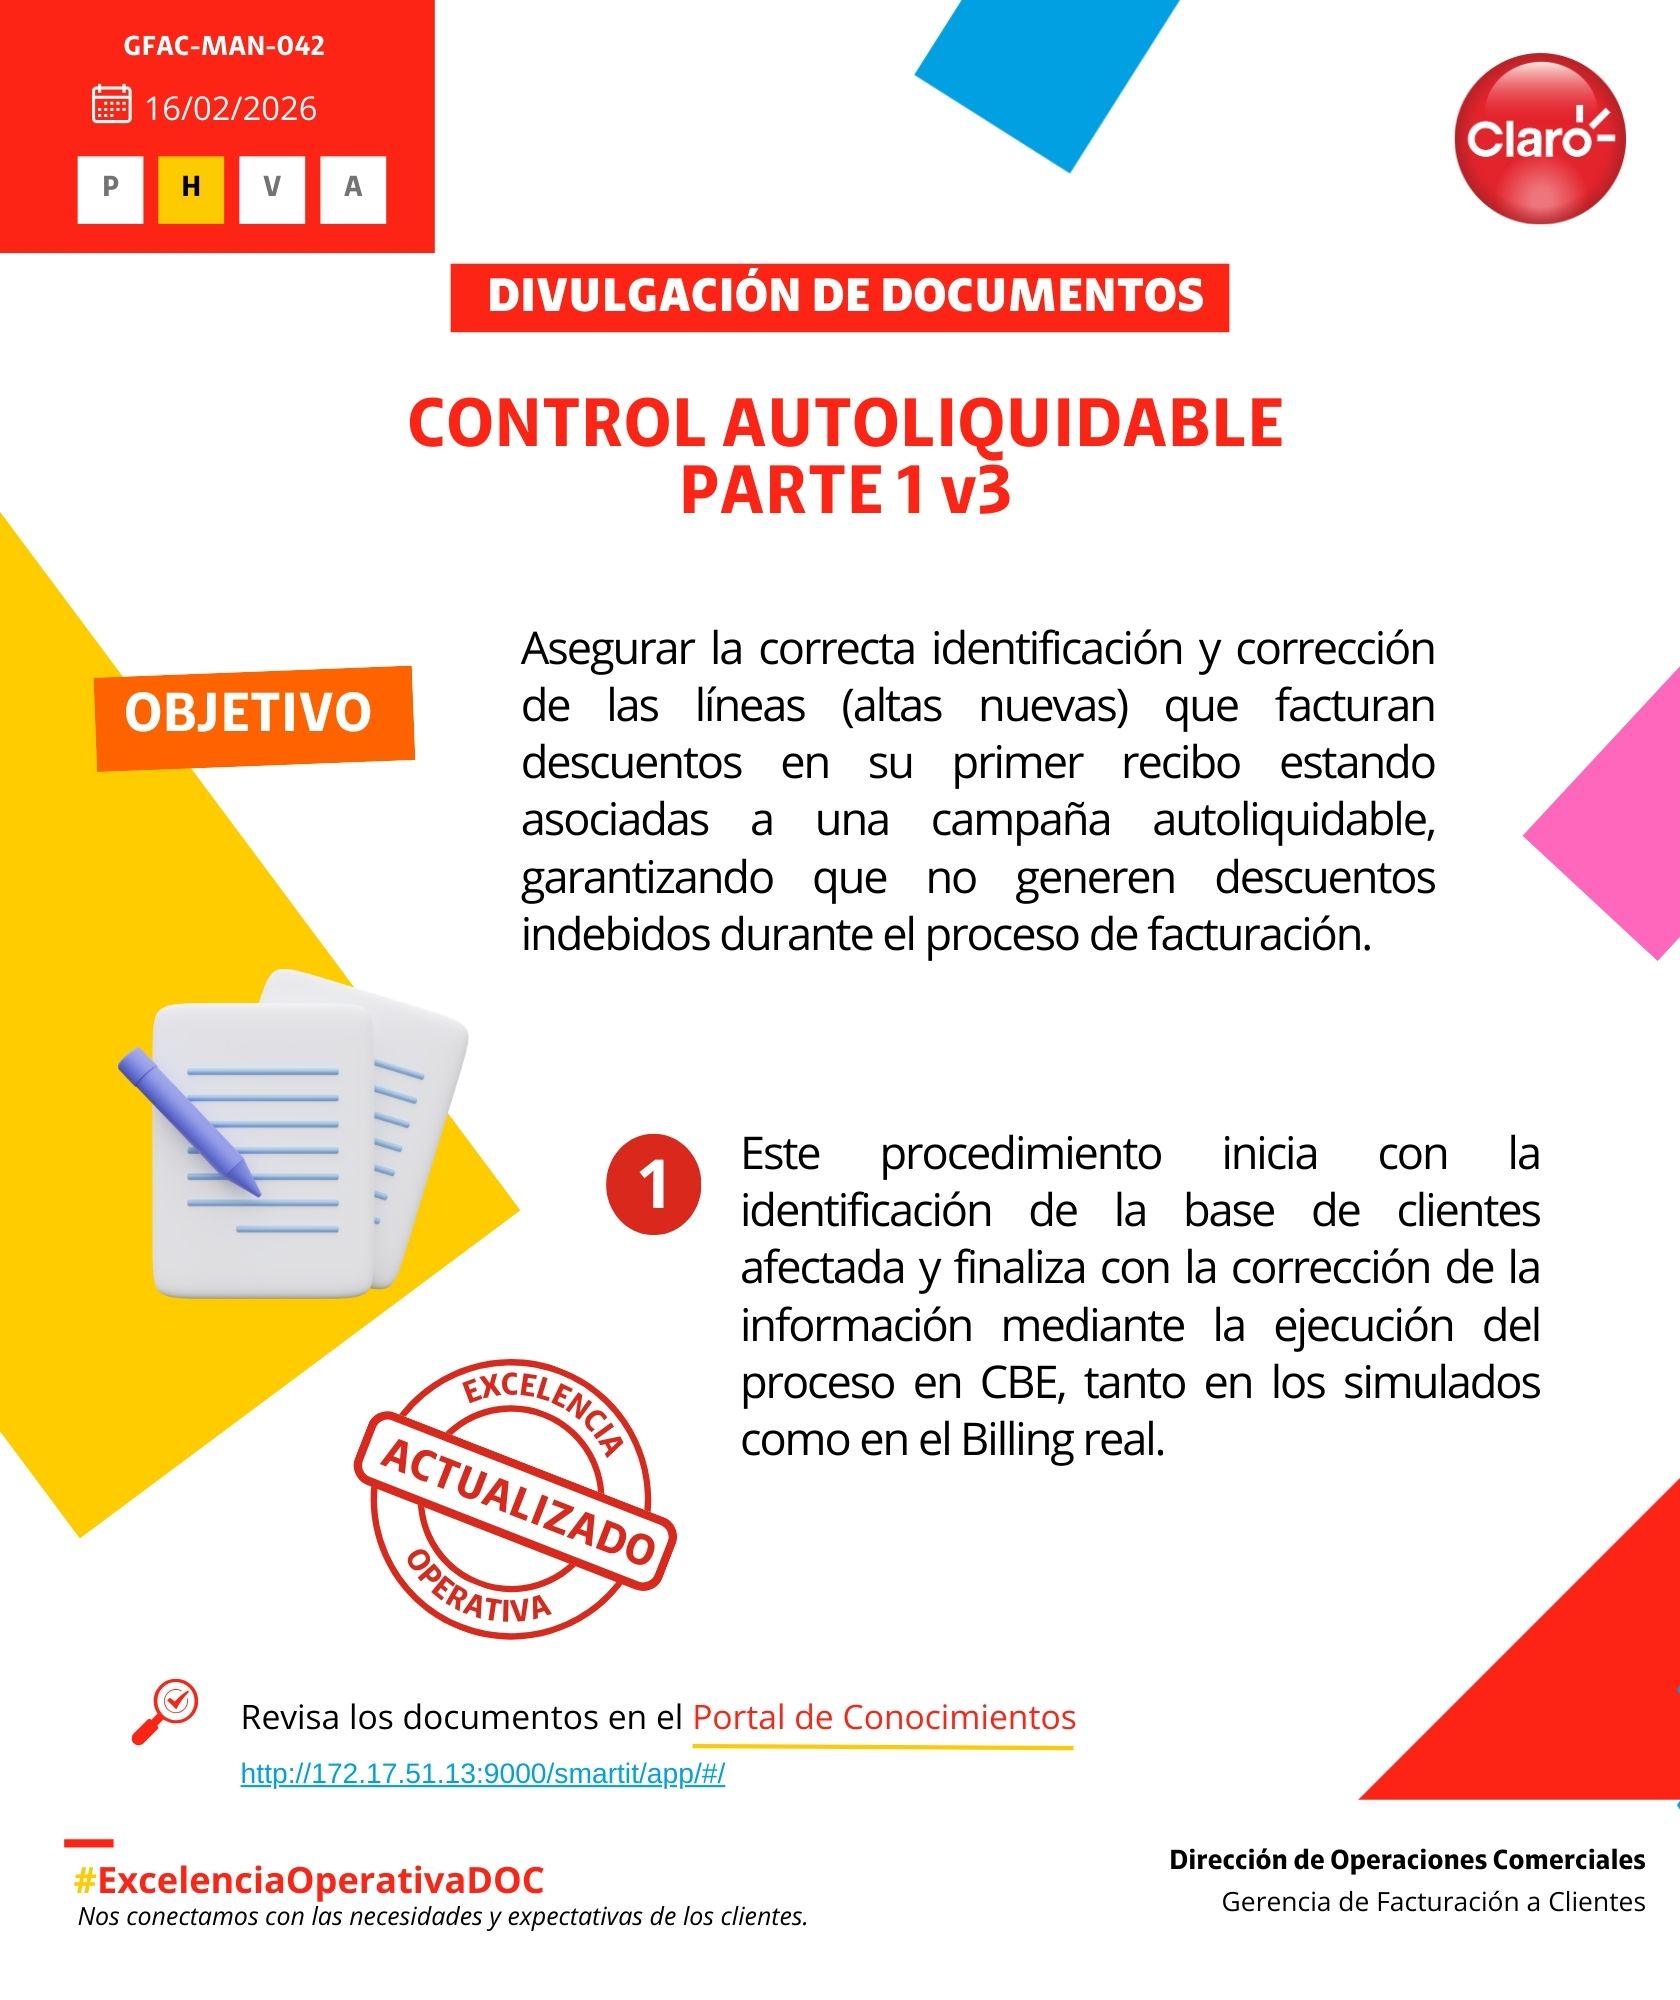 GFAC-MAN-042
16/02/2026
P H V A
Claro
DIVULGACIÓN DE DOCUMENTOS
CONTROL AUTOLIQUIDABLE
PARTE 1 v3
OBJETIVO
Asegurar la correcta identificación y corrección
de las líneas (altas nuevas) que facturan
descuentos en su primer recibo estando
asociadas a una campaña autoliquidable,
garantizando que no generen descuentos
indebidos durante el proceso de facturación.
1
Este procedimiento inicia con la
identificación de la base de clientes
afectada y finaliza con la corrección de la
información mediante la ejecución del
proceso en CBE, tanto en los simulados
como en el Billing real.
EXCELENCIA
ACTUALIZADO
OPERATIVA
Revisa los documentos en el Portal de Conocimientos
http://172.17.51.13:9000/smartit/app/#/
#ExcelenciaOperativaDOC
Nos conectamos con las necesidades y expectativas de los clientes.
Dirección de Operaciones Comerciales
Gerencia de Facturación a Clientes